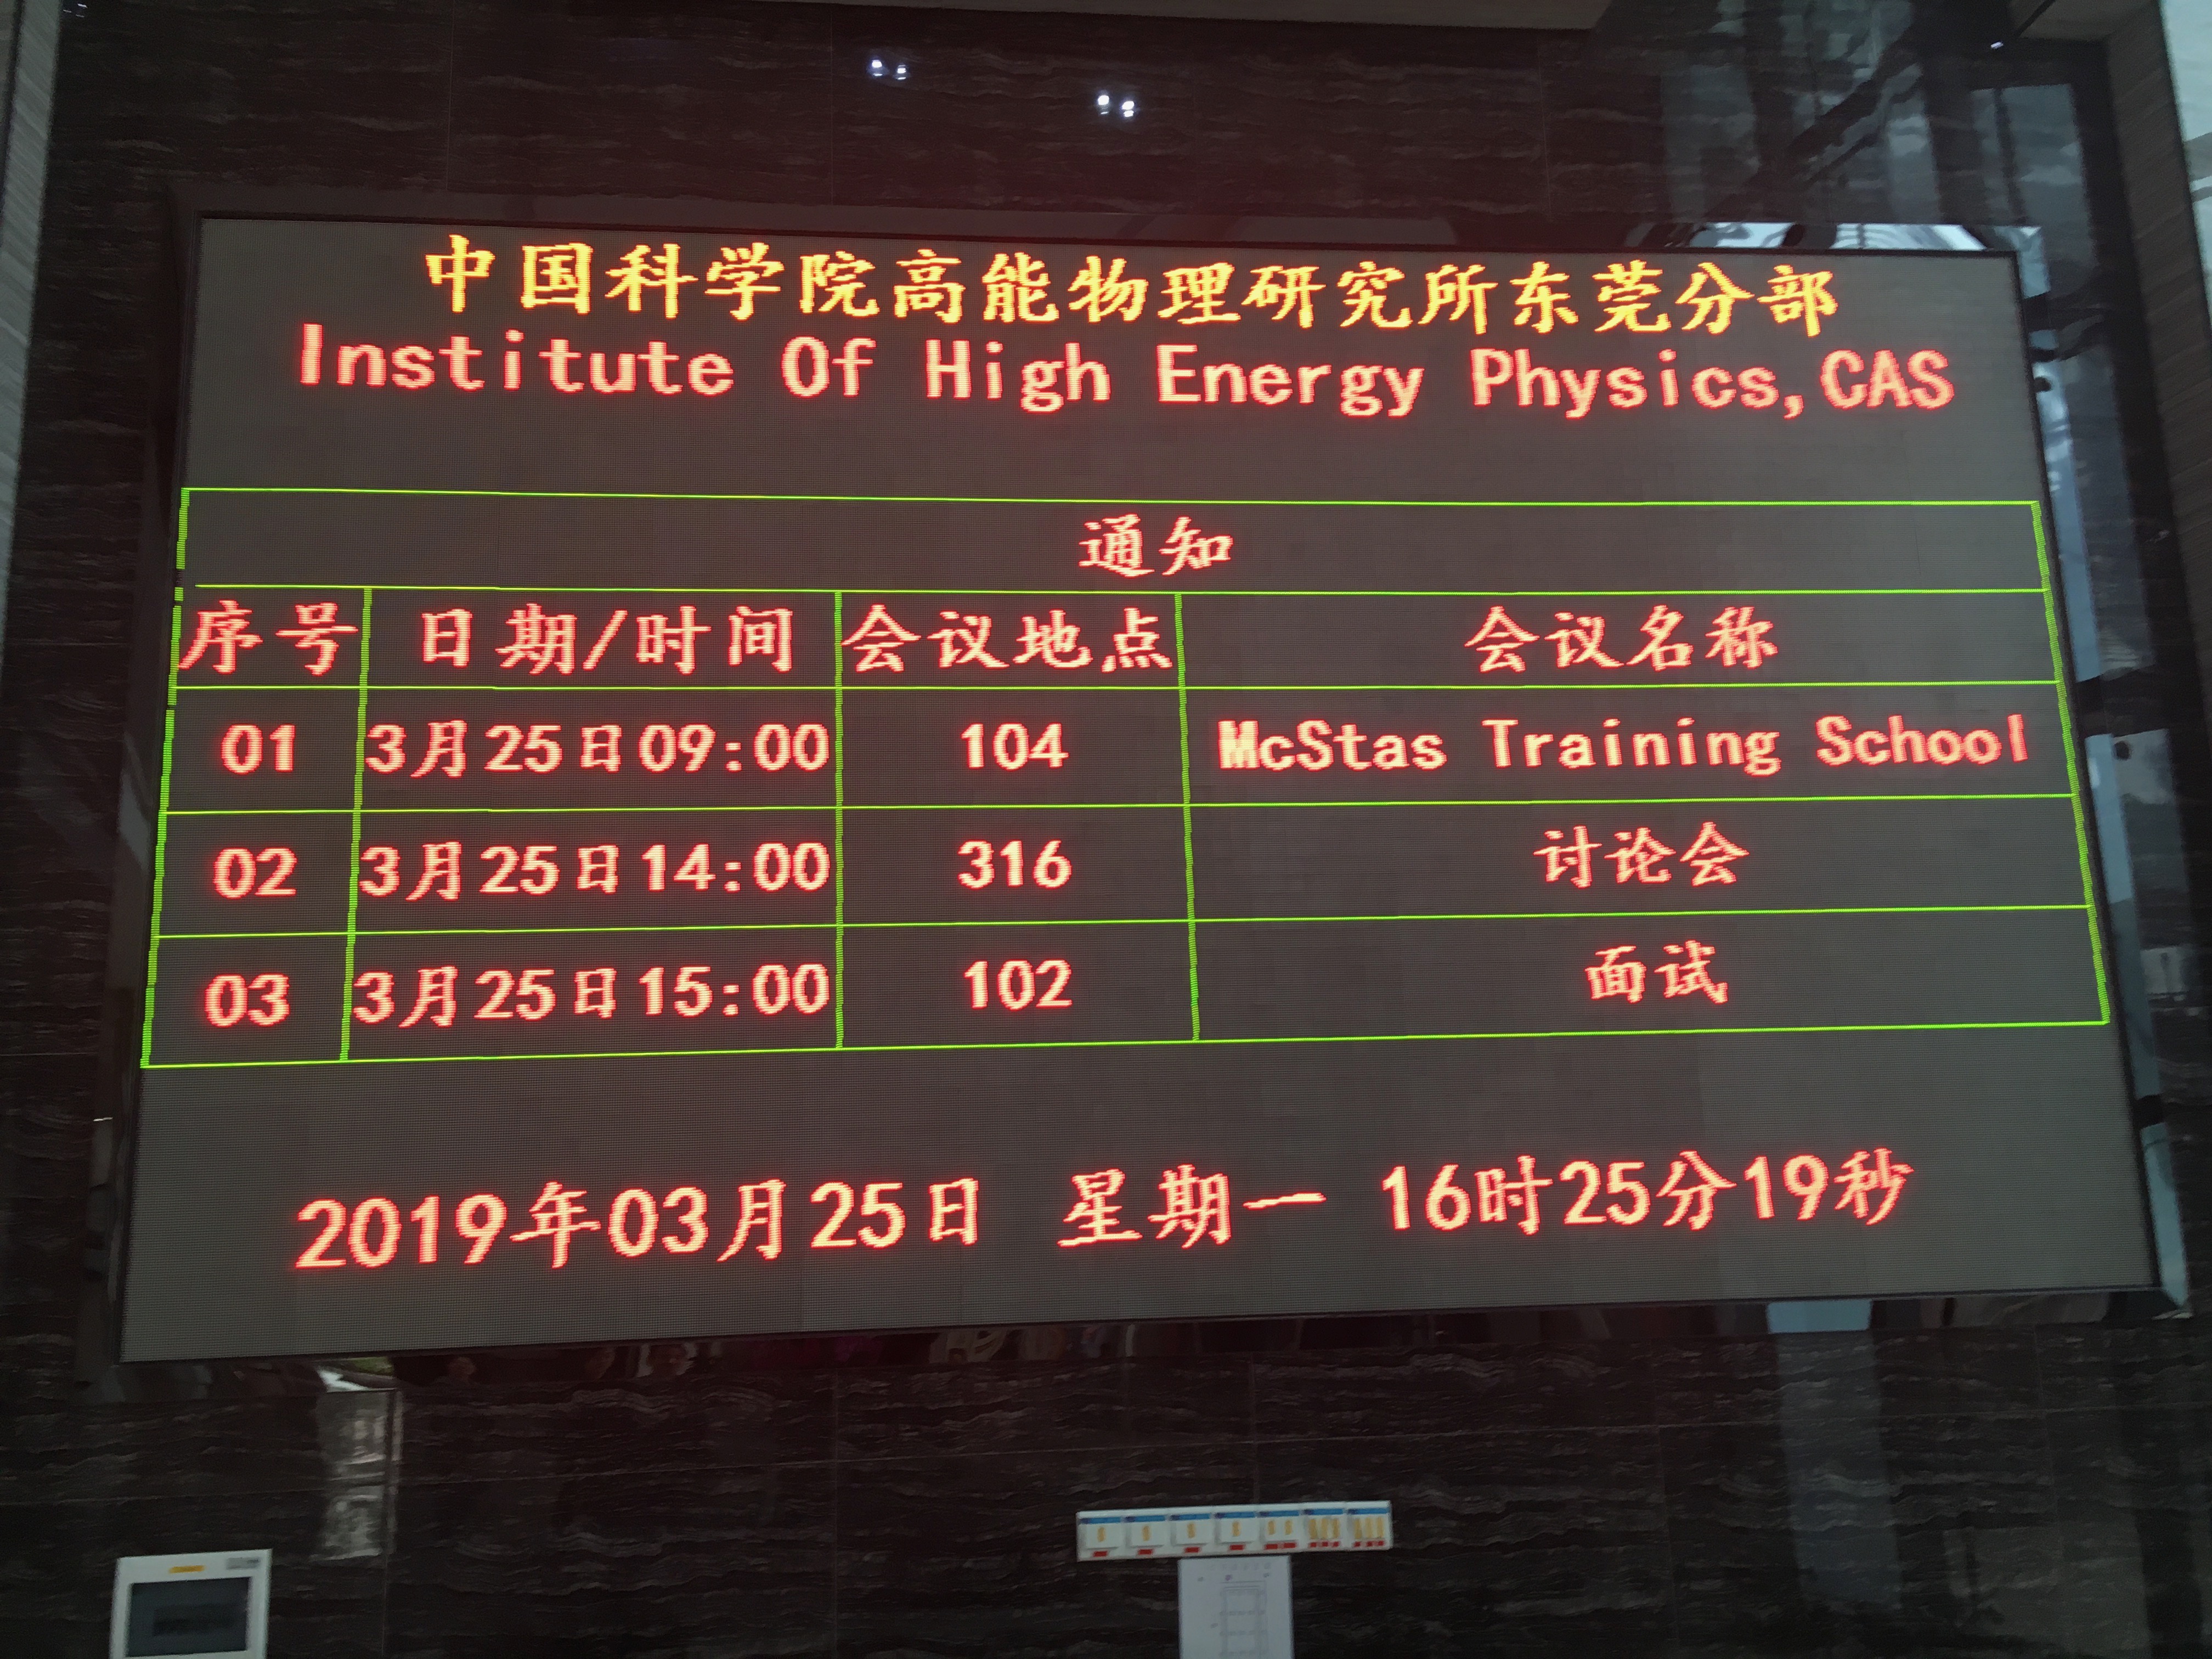 中国科学院高能物理研究所东莞分部
Institute Of High Energy Physics,CAS
通知
序号 日期/时间 会议地点 会议名称
01 3月25日09:00 104 McStas Training School
02 3月25日14:00 316 讨论会
03 3月25日15:00 102 面试
2019年03月25日 星期一 16时25分19秒